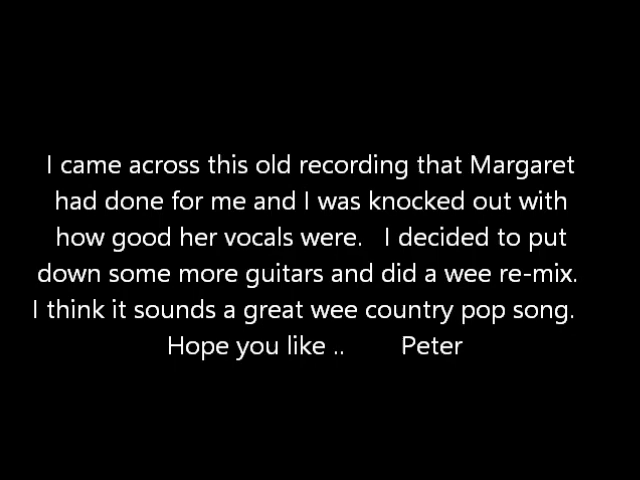 I came across this old recording that Margaret
had done for me and I was knocked out with
how good her vocals were.   I decided to put
down some more guitars and did a wee re-mix.
I think it sounds a great wee country pop song.
Hope you like ..        Peter